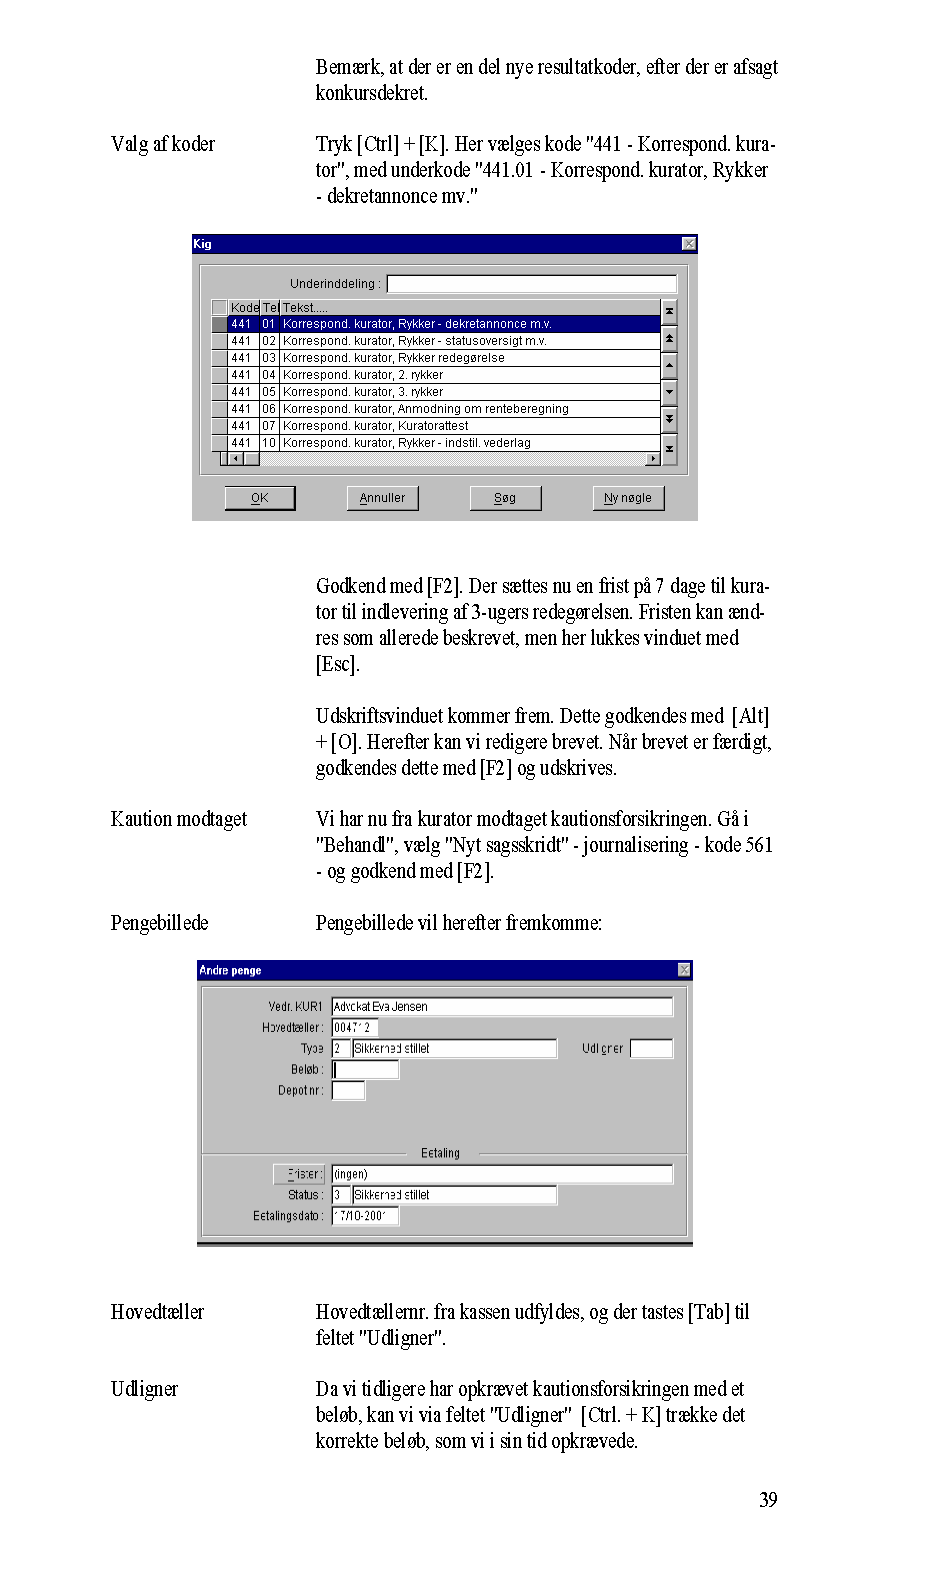 Bemærk, at der er en del nye resultatkoder, efter der er afsagt
konkursdekret.
Valg af koder
Tryk [Ctrl] + [K]. Her vælges kode "441 - Korrespond. kura-
tor", med underkode "441.01 - Korrespond. kurator, Rykker
- dekretannonce mv."
Kig
Underinddeling :
Kode Tel Tekst.....
441 01 Korrespond. kurator, Rykker - dekretannonce m.v.
441 02 Korrespond. kurator, Rykker - statusoversigt m.v.
441 03 Korrespond. kurator, Rykker redegørelse
441 04 Korrespond. kurator, 2. rykker
441 05 Korrespond. kurator, 3. rykker
441 06 Korrespond. kurator, Anmodning om renteberegning
441 07 Korrespond. kurator, Kuratorattest
441 10 Korrespond. kurator, Rykker - indstil. vederlag
OK Annuller Søg Ny nøgle
Godkend med [F2]. Der sættes nu en frist på 7 dage til kura-
tor til indlevering af 3-ugers redegørelsen. Fristen kan ænd-
res som allerede beskrevet, men her lukkes vinduet med
[Esc].
Udskriftsvinduet kommer frem. Dette godkendes med [Alt]
+ [O]. Herefter kan vi redigere brevet. Når brevet er færdigt,
godkendes dette med [F2] og udskrives.
Kaution modtaget
Vi har nu fra kurator modtaget kautionsforsikringen. Gå i
"Behandl", vælg "Nyt sagsskridt" - journalisering - kode 561
- og godkend med [F2].
Pengebillede
Pengebillede vil herefter fremkomme:
Andre penge
Vedr. KUR1 Advokat Eva Jensen
Hovedtæller : 004712
Type 2 Sikkerhed stillet Udligner
Beløb :
Depot nr :
Betaling
Frister : (ingen)
Status : 3 Sikkerhed stillet
Betalingsdato : 17/10-2001
Hovedtæller
Hovedtællernr. fra kassen udfyldes, og der tastes [Tab] til
feltet "Udligner".
Udligner
Da vi tidligere har opkrævet kautionsforsikringen med et
beløb, kan vi via feltet "Udligner" [Ctrl. + K] trække det
korrekte beløb, som vi i sin tid opkrævede.
39